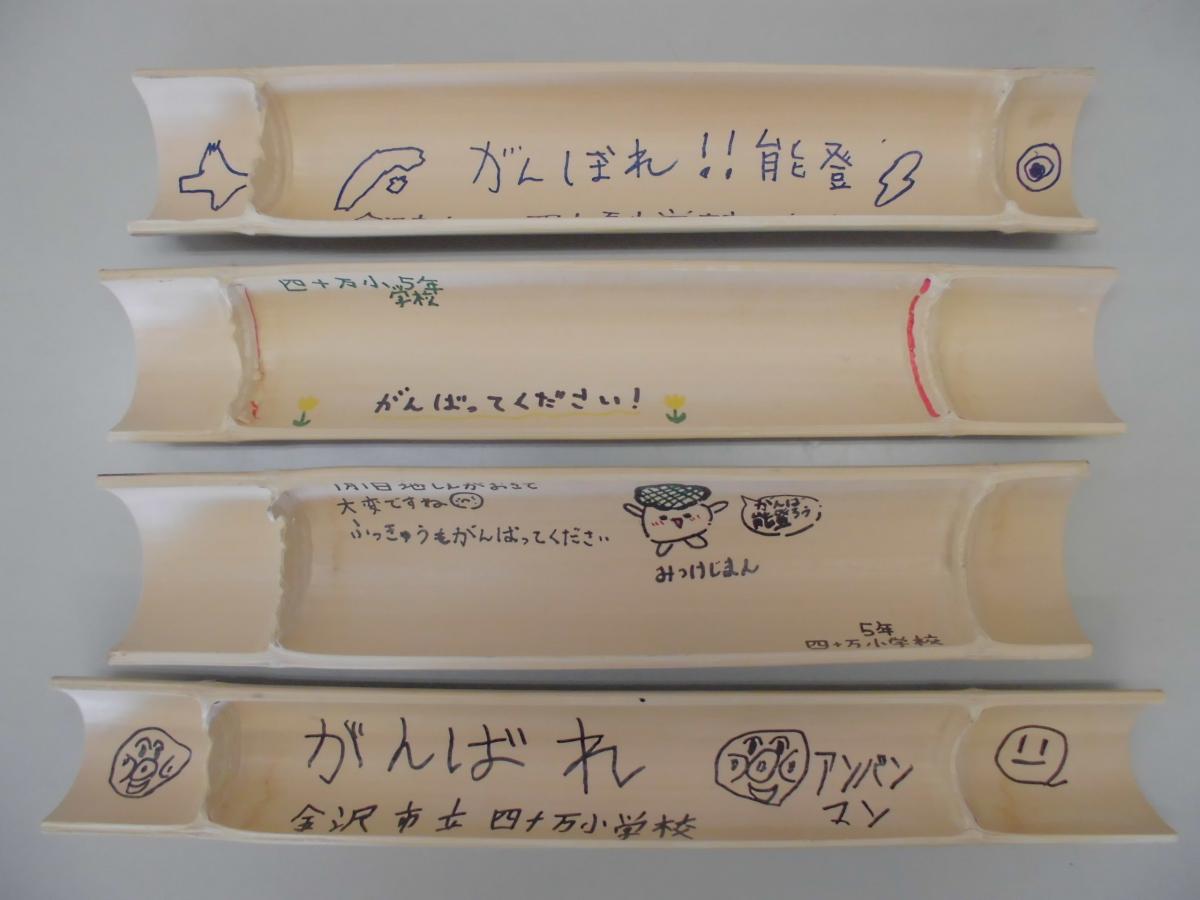 がんばれ!!能登
四十万小5年
学校
がんばってください!
1月1日地しんがおきて
大変ですね
ふっきゅうもがんばってください
がんば
能登ろう
みっけじまん
5年
四十万小学校
がんばれ
アンパン
マン
金沢市立 四十万小学校